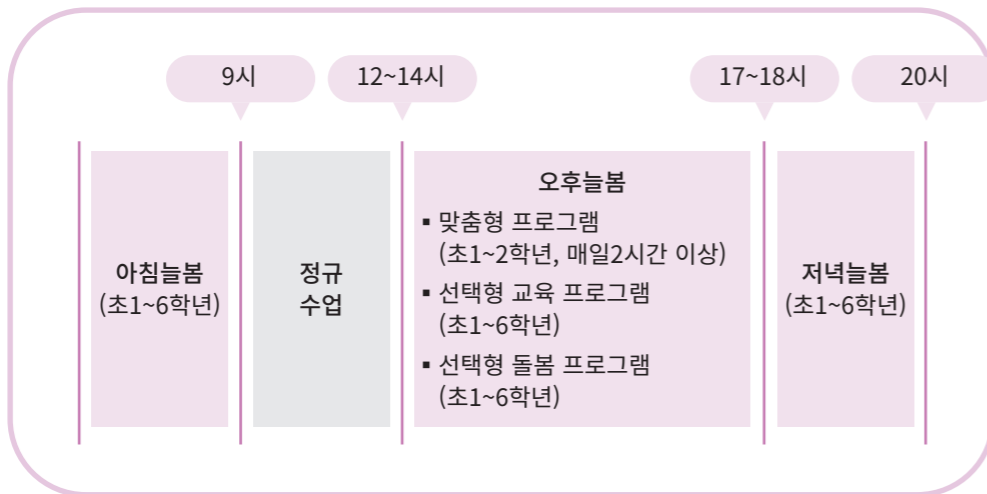 9시
12~14시
17~18시
20시
아침늘봄
(초1~6학년)
정규
수업
오후늘봄
▪ 맞춤형 프로그램
(초1~2학년, 매일2시간 이상)
▪ 선택형 교육 프로그램
(초1~6학년)
▪ 선택형 돌봄 프로그램
(초1~6학년)
저녁늘봄
(초1~6학년)